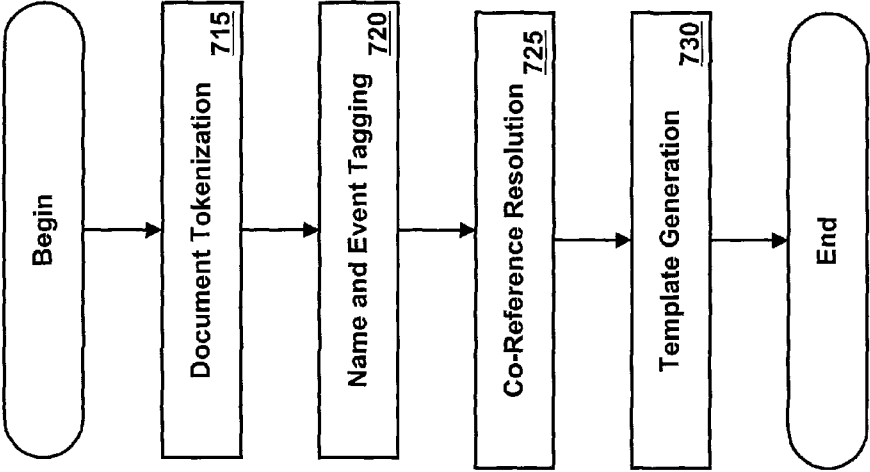 Begin
Document Tokenization
715
Name and Event Tagging
720
Co-Reference Resolution
725
Template Generation
730
End